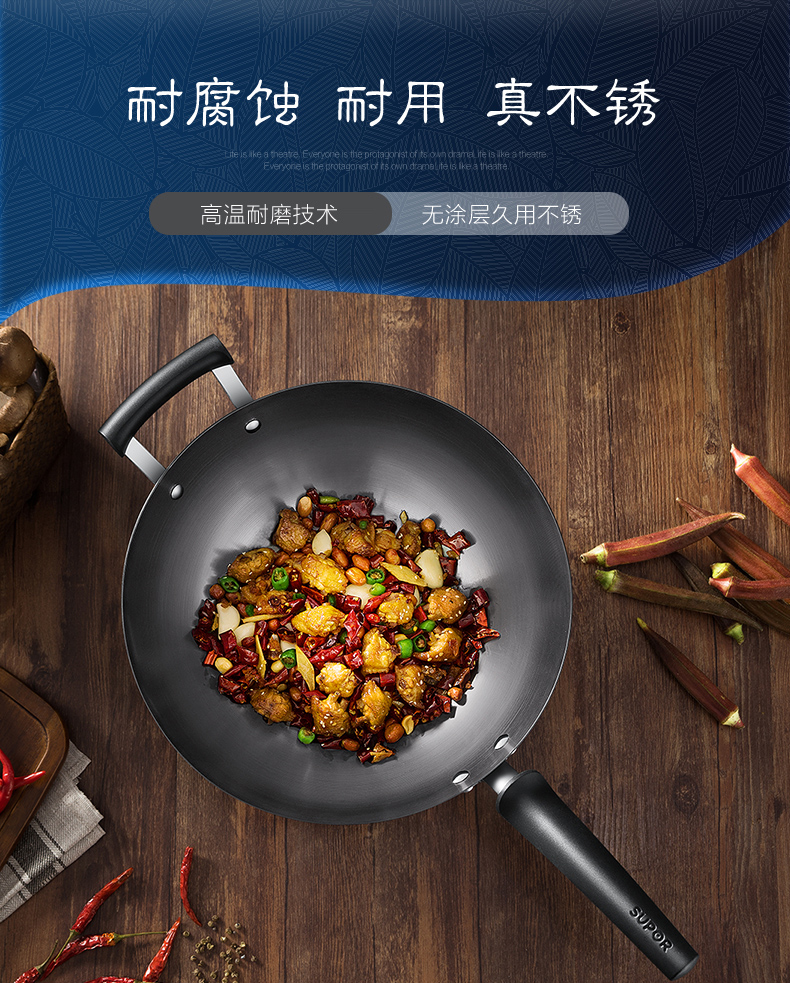 耐腐蚀 耐用 真不锈
Life is like a theatre. Everyone is the protagonist of its own drama.Life is like a theatre.
Everyone is the protagonist of its own drama.Life is like a theatre.
高温耐磨技术 无涂层久用不锈
SUPOR